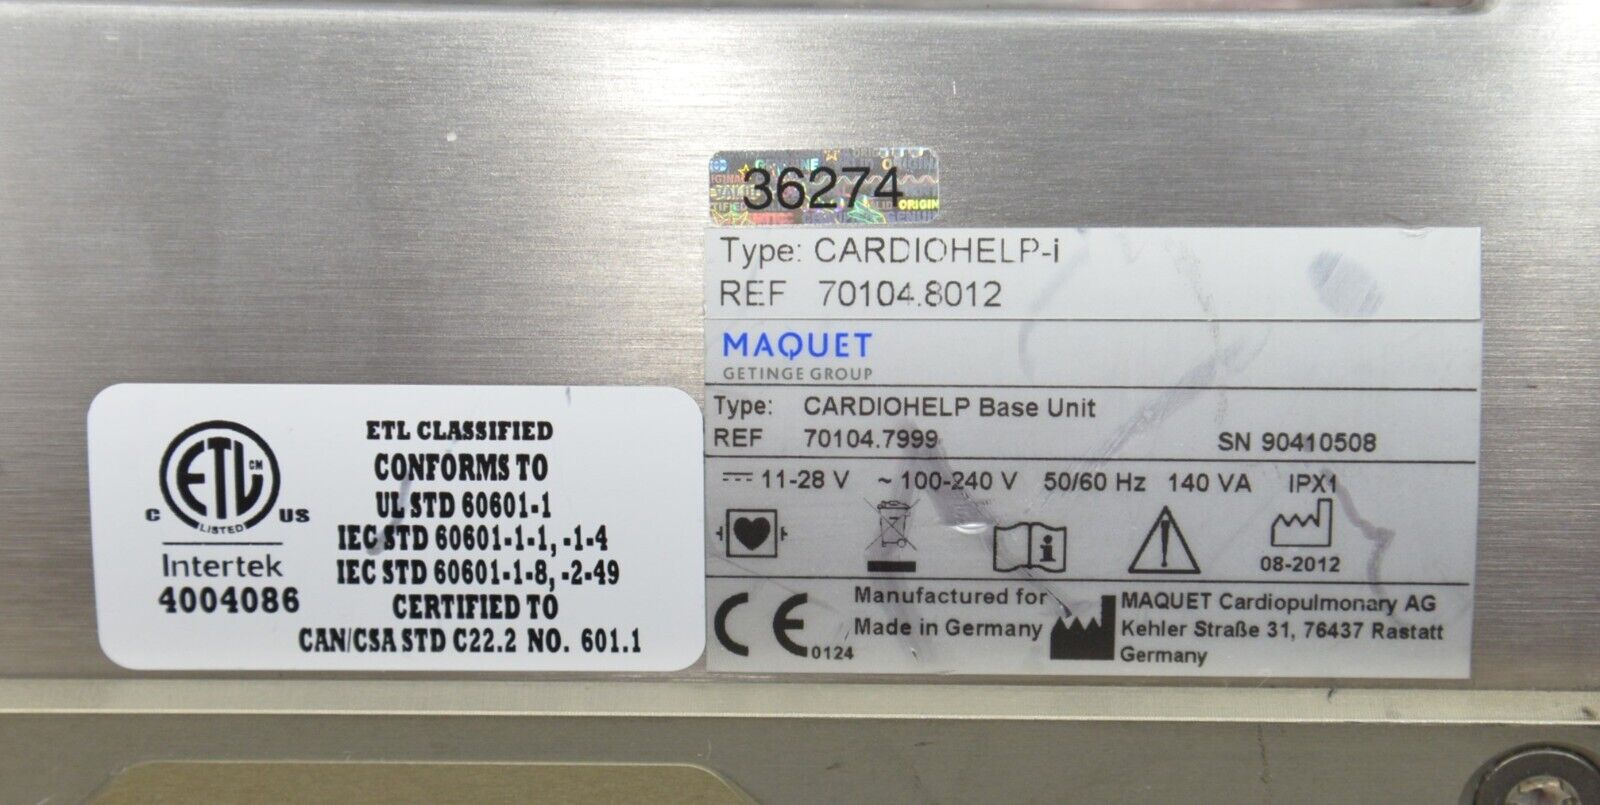 36274
Type: CARDIOHELP-i
REF 70104.8012
MAQUET
GETINGE GROUP
Type: CARDIOHELP Base Unit
REF 70104.7999 SN 90410508
11-28 V ~ 100-240 V 50/60 Hz 140 VA IPX1
08-2012
CE 0124
Manufactured for
Made in Germany
MAQUET Cardiopulmonary AG
Kehler Straße 31, 76437 Rastatt
Germany
ETL CLASSIFIED
CONFORMS TO
UL STD 60601-1
IEC STD 60601-1-1, -1-4
IEC STD 60601-1-8, -2-49
CERTIFIED TO
CAN/CSA STD C22.2 NO. 601.1
ETL CM
LISTED
C US
Intertek
4004086